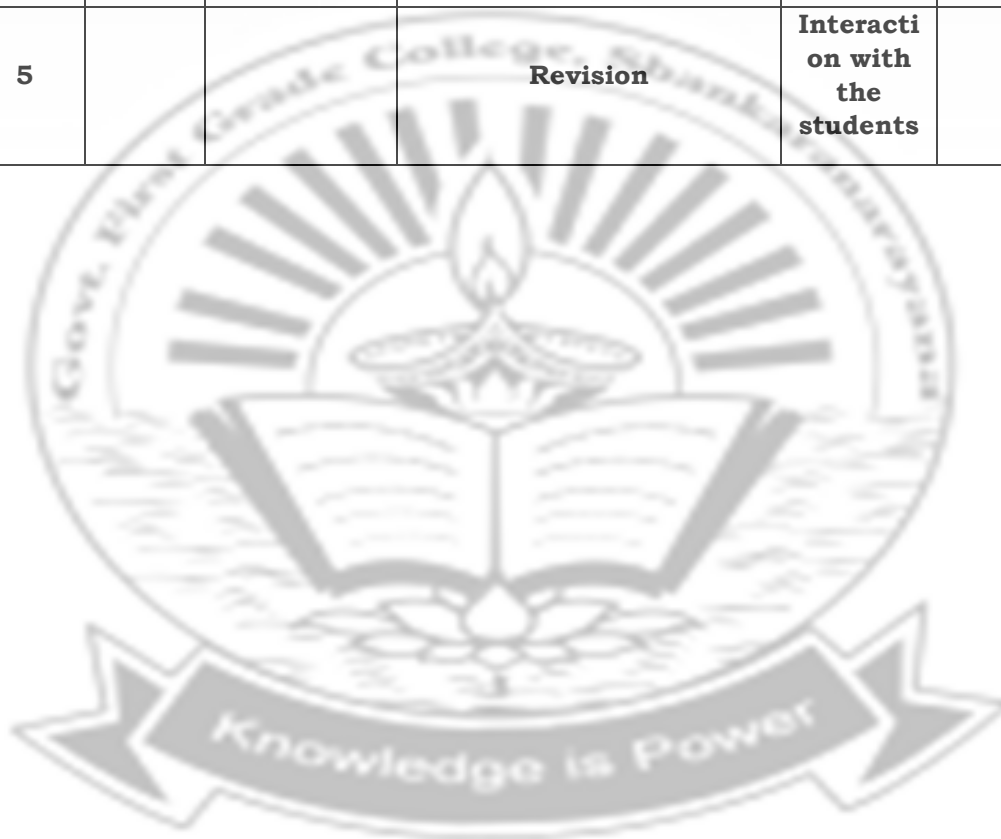 Interacti
on with
the
students
5
Revision
Govt. First Grade College, Shankaranarayana
Knowledge is Power